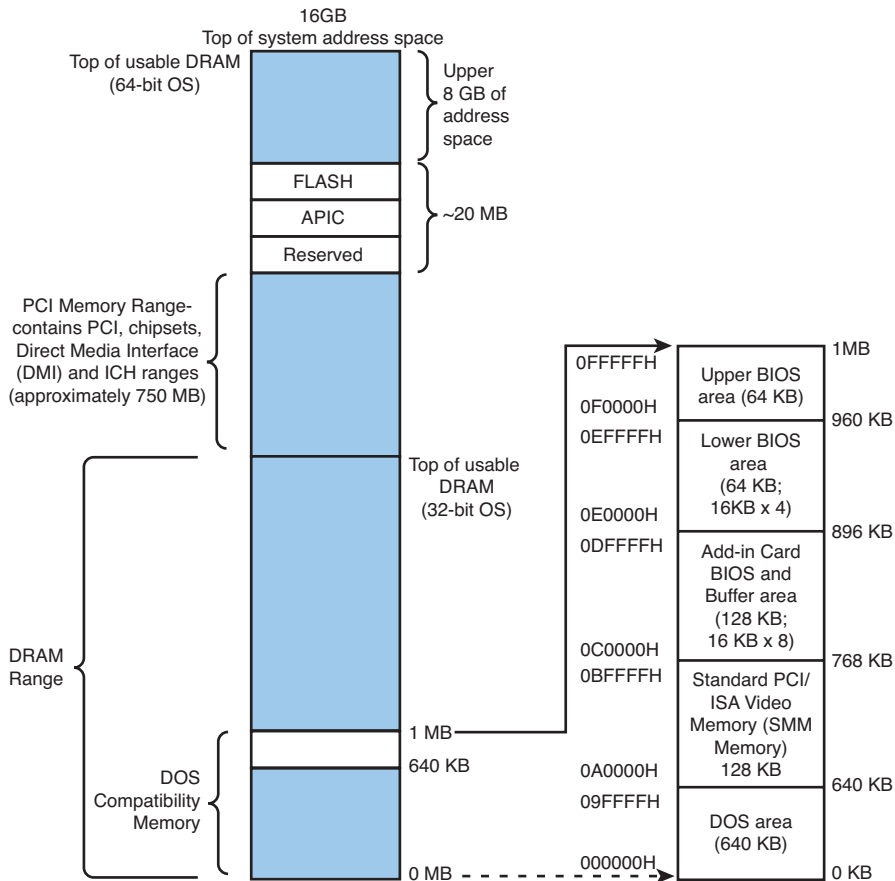 16GB
Top of system address space
Top of usable DRAM
(64-bit OS)
Upper
8 GB of
address
space
FLASH
APIC
Reserved
~20 MB
PCI Memory Range-
contains PCI, chipsets,
Direct Media Interface
(DMI) and ICH ranges
(approximately 750 MB)
Top of usable
DRAM
(32-bit OS)
DRAM
Range
DOS
Compatibility
Memory
1 MB
640 KB
0 MB
0FFFFFH
0F0000H
0EFFFFH
0E0000H
0DFFFFH
0C0000H
0BFFFFH
0A0000H
09FFFFH
000000H
Upper BIOS
area (64 KB)
Lower BIOS
area
(64 KB;
16KB x 4)
Add-in Card
BIOS and
Buffer area
(128 KB;
16 KB x 8)
Standard PCI/
ISA Video
Memory (SMM
Memory)
128 KB
DOS area
(640 KB)
1MB
960 KB
896 KB
768 KB
640 KB
0 KB